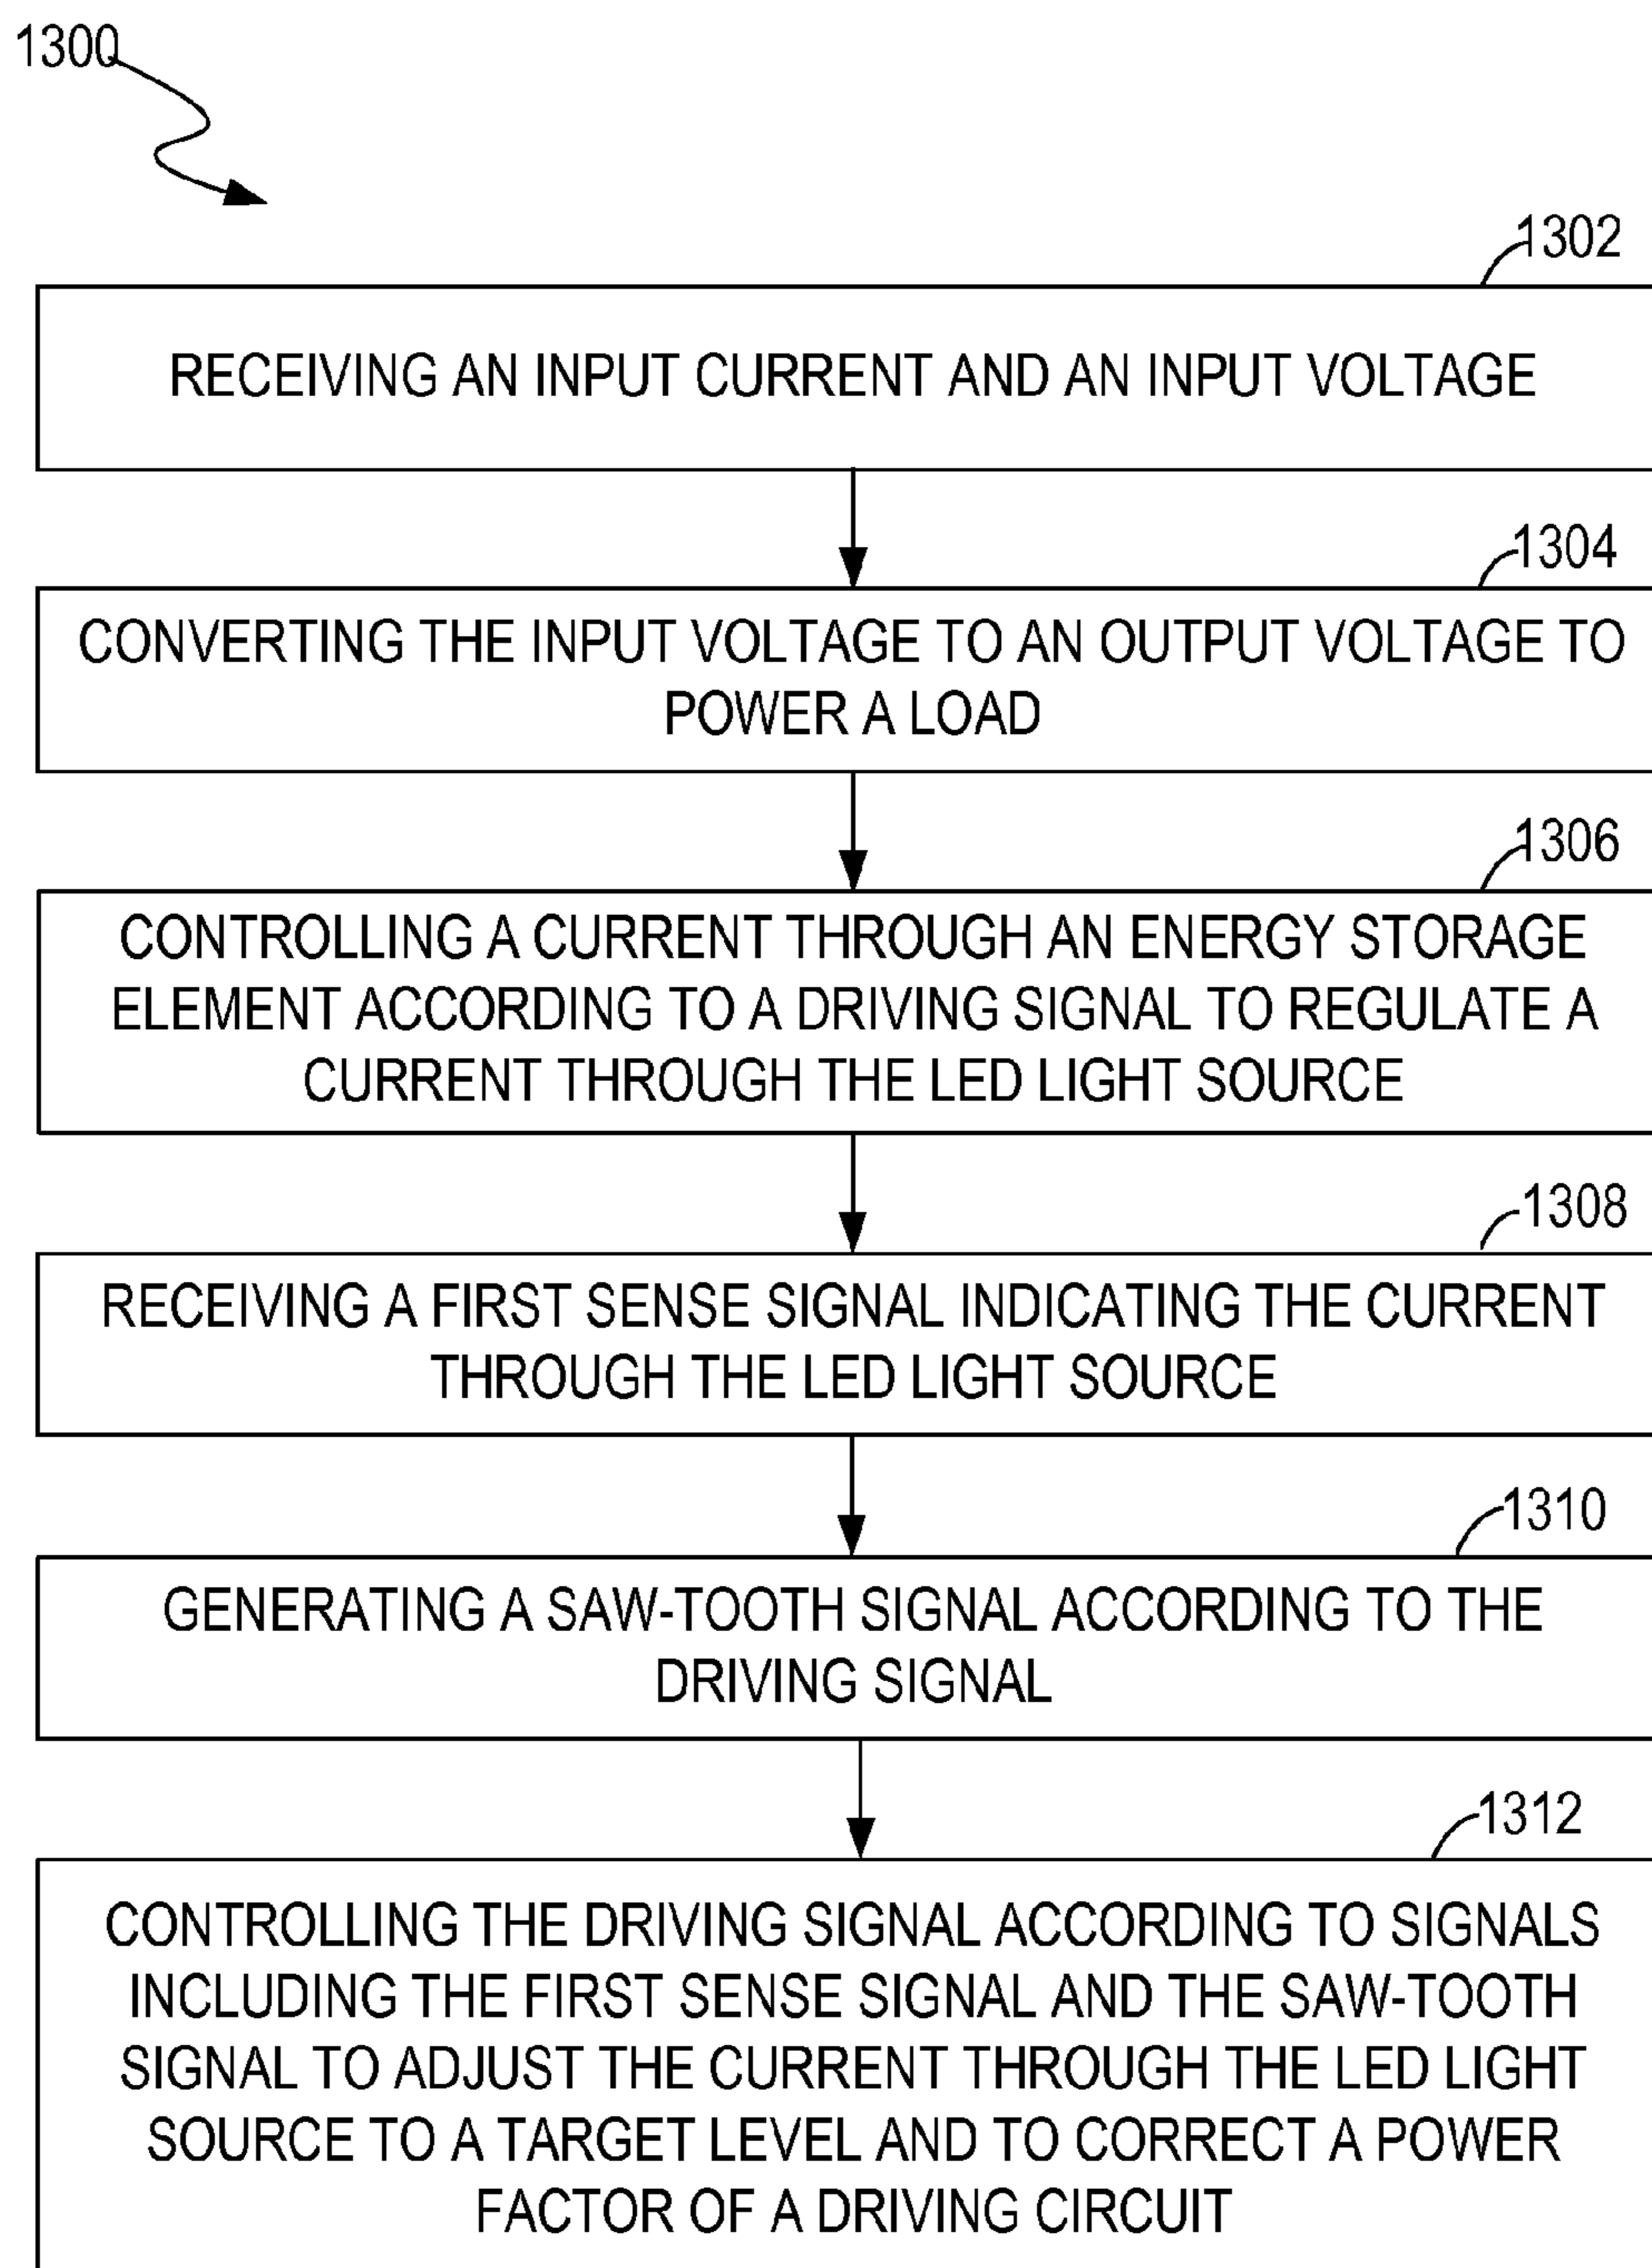 1300
1302
RECEIVING AN INPUT CURRENT AND AN INPUT VOLTAGE
1304
CONVERTING THE INPUT VOLTAGE TO AN OUTPUT VOLTAGE TO
POWER A LOAD
1306
CONTROLLING A CURRENT THROUGH AN ENERGY STORAGE
ELEMENT ACCORDING TO A DRIVING SIGNAL TO REGULATE A
CURRENT THROUGH THE LED LIGHT SOURCE
1308
RECEIVING A FIRST SENSE SIGNAL INDICATING THE CURRENT
THROUGH THE LED LIGHT SOURCE
1310
GENERATING A SAW-TOOTH SIGNAL ACCORDING TO THE
DRIVING SIGNAL
1312
CONTROLLING THE DRIVING SIGNAL ACCORDING TO SIGNALS
INCLUDING THE FIRST SENSE SIGNAL AND THE SAW-TOOTH
SIGNAL TO ADJUST THE CURRENT THROUGH THE LED LIGHT
SOURCE TO A TARGET LEVEL AND TO CORRECT A POWER
FACTOR OF A DRIVING CIRCUIT